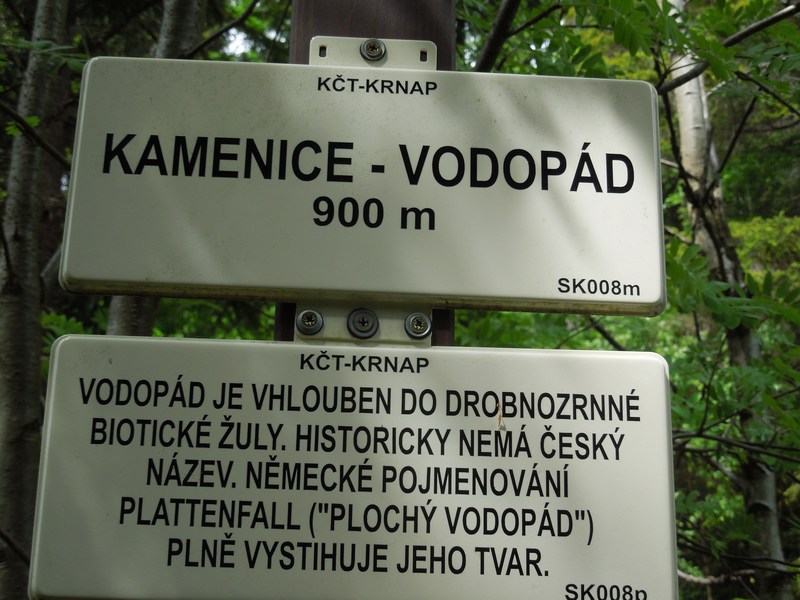 KČT-KRNAP
KAMENICE - VODOPÁD
900 m
SK008m
KČT-KRNAP
VODOPÁD JE VHLOUBEN DO DROBNOZRNNÉ
BIOTICKÉ ŽULY. HISTORICKY NEMÁ ČESKÝ
NÁZEV. NĚMECKÉ POJMENOVÁNÍ
PLATTENFALL ("PLOCHÝ VODOPÁD")
PLNĚ VYSTIHUJE JEHO TVAR.
SK008p